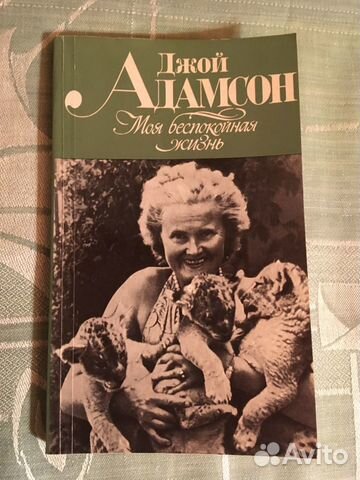 Джой
Адамсон
Моя беспокойная
жизнь
Avito